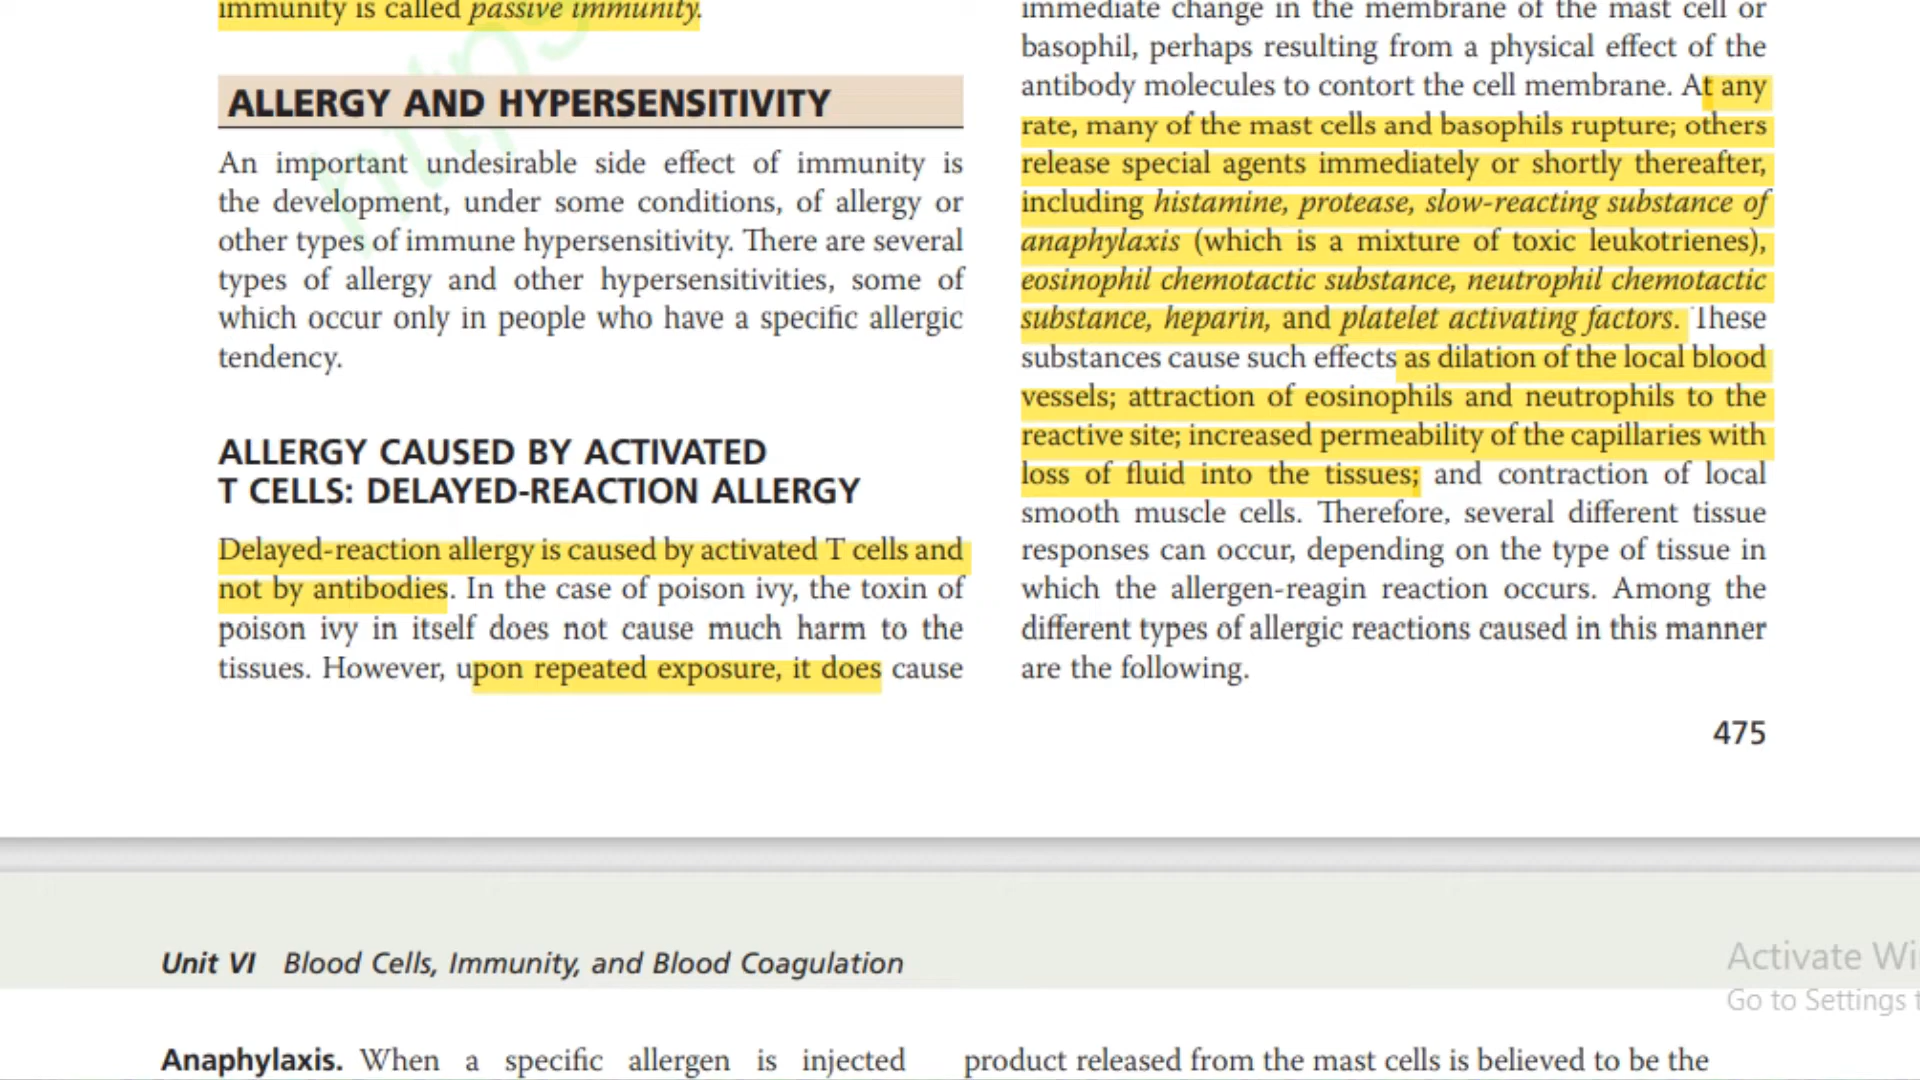 immunity is called passive immunity.
ALLERGY AND HYPERSENSITIVITY
An important undesirable side effect of immunity is
the development, under some conditions, of allergy or
other types of immune hypersensitivity. There are several
types of allergy and other hypersensitivities, some of
which occur only in people who have a specific allergic
tendency.
ALLERGY CAUSED BY ACTIVATED
T CELLS: DELAYED-REACTION ALLERGY
Delayed-reaction allergy is caused by activated T cells and
not by antibodies. In the case of poison ivy, the toxin of
poison ivy in itself does not cause much harm to the
tissues. However, upon repeated exposure, it does cause
immediate change in the membrane of the mast cell or
basophil, perhaps resulting from a physical effect of the
antibody molecules to contort the cell membrane. At any
rate, many of the mast cells and basophils rupture; others
release special agents immediately or shortly thereafter,
including histamine, protease, slow-reacting substance of
anaphylaxis (which is a mixture of toxic leukotrienes),
eosinophil chemotactic substance, neutrophil chemotactic
substance, heparin, and platelet activating factors. These
substances cause such effects as dilation of the local blood
vessels; attraction of eosinophils and neutrophils to the
reactive site; increased permeability of the capillaries with
loss of fluid into the tissues; and contraction of local
smooth muscle cells. Therefore, several different tissue
responses can occur, depending on the type of tissue in
which the allergen-reagin reaction occurs. Among the
different types of allergic reactions caused in this manner
are the following.
475
https
Unit VI Blood Cells, Immunity, and Blood Coagulation
Activate Wi
Go to Settings t
Anaphylaxis. When a specific allergen is injected
product released from the mast cells is believed to be the